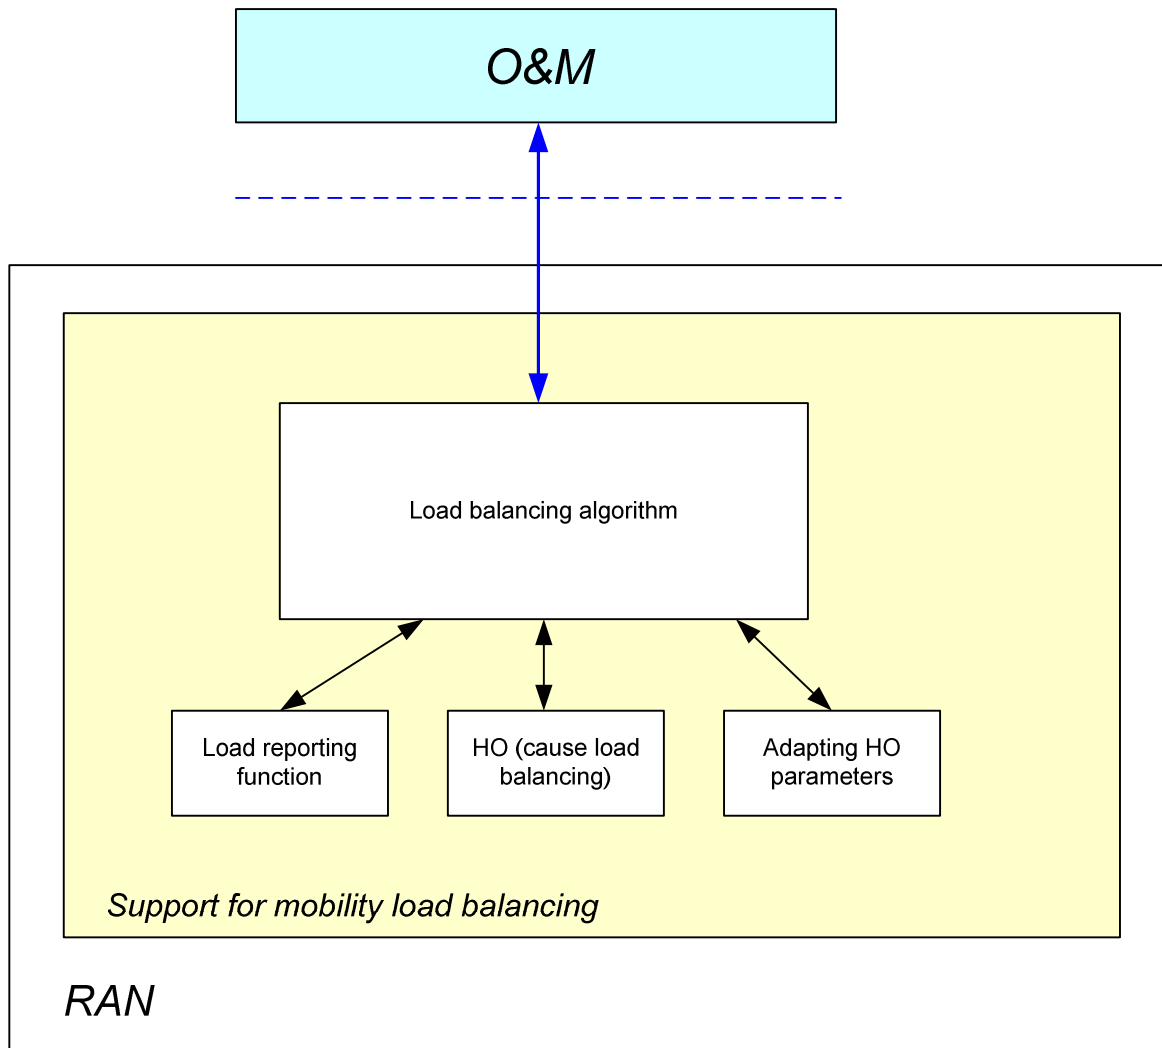 O&M
Load balancing algorithm
Load reporting
function
HO (cause load
balancing)
Adapting HO
parameters
Support for mobility load balancing
RAN